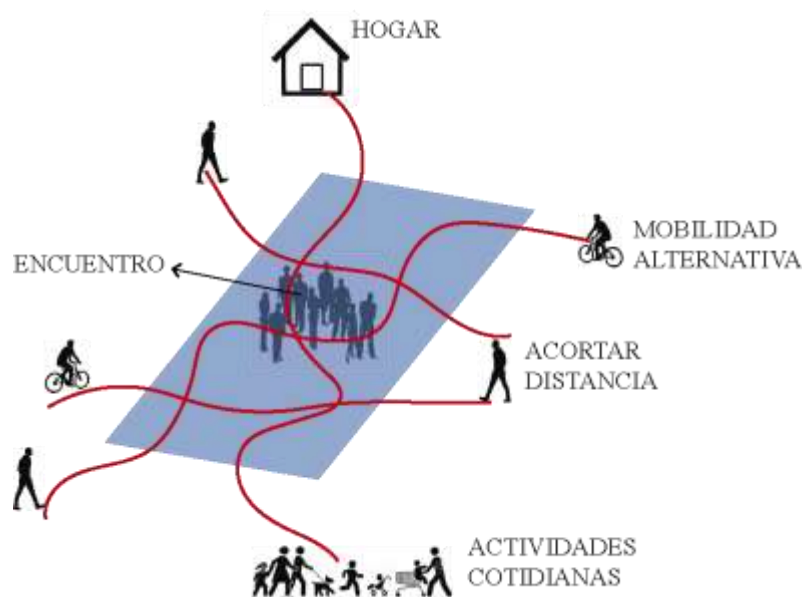 HOGAR
MOBILIDAD
ALTERNATIVA
ENCUENTRO
ACORTAR
DISTANCIA
ACTIVIDADES
COTIDIANAS